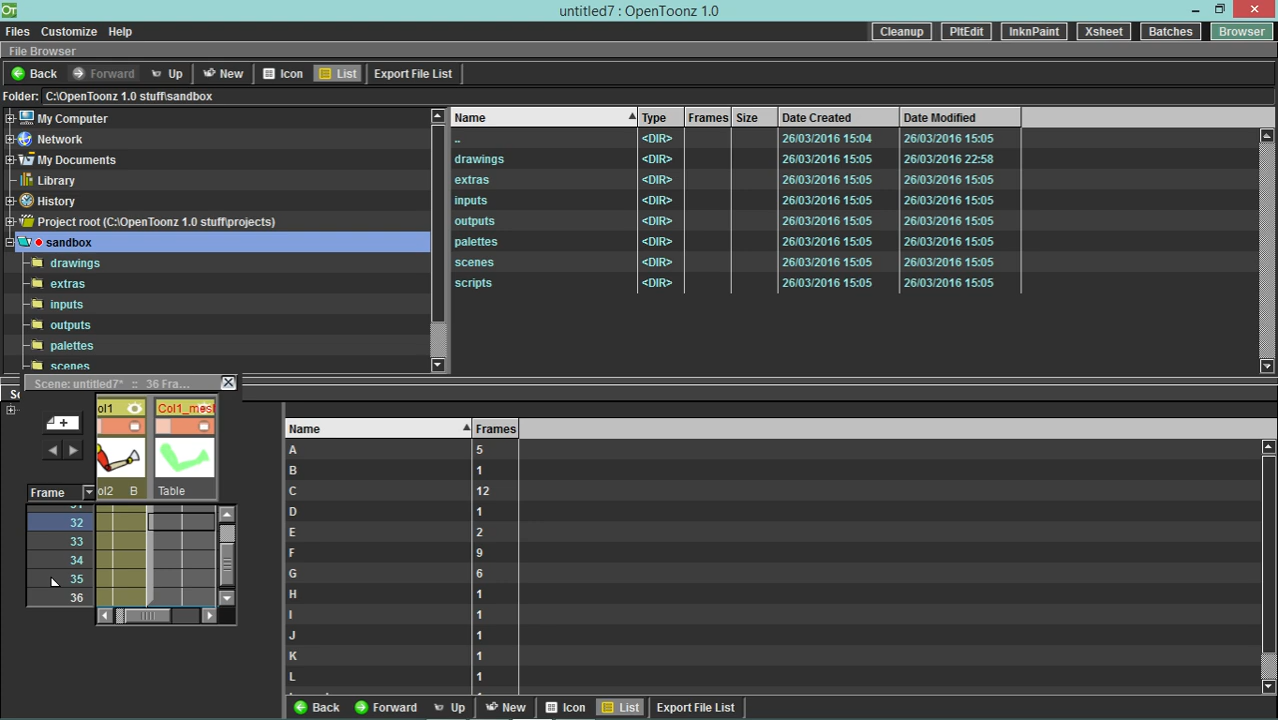 OT untitled7 : OpenToonz 1.0
Files Customize Help Cleanup PltEdit InknPaint Xsheet Batches Browser
File Browser
Back Forward Up New Icon List Export File List
Folder: C:\OpenToonz 1.0 stuff\sandbox
My Computer
Network
My Documents
Library
History
Project root (C:\OpenToonz 1.0 stuff\projects)
sandbox
drawings
extras
inputs
outputs
palettes
scenes
Name Type Frames Size Date Created Date Modified
.. <DIR> 26/03/2016 15:04 26/03/2016 15:05
drawings <DIR> 26/03/2016 15:05 26/03/2016 22:58
extras <DIR> 26/03/2016 15:05 26/03/2016 15:05
inputs <DIR> 26/03/2016 15:05 26/03/2016 15:05
outputs <DIR> 26/03/2016 15:05 26/03/2016 15:05
palettes <DIR> 26/03/2016 15:05 26/03/2016 15:05
scenes <DIR> 26/03/2016 15:05 26/03/2016 15:05
scripts <DIR> 26/03/2016 15:05 26/03/2016 15:05
Scene: untitled7* :: 36 Fra...
ol1 Col1_mesh
ol2 B Table
Frame
32
33
34
35
36
Name Frames
A 5
B 1
C 12
D 1
E 2
F 9
G 6
H 1
I 1
J 1
K 1
L 1
Back Forward Up New Icon List Export File List